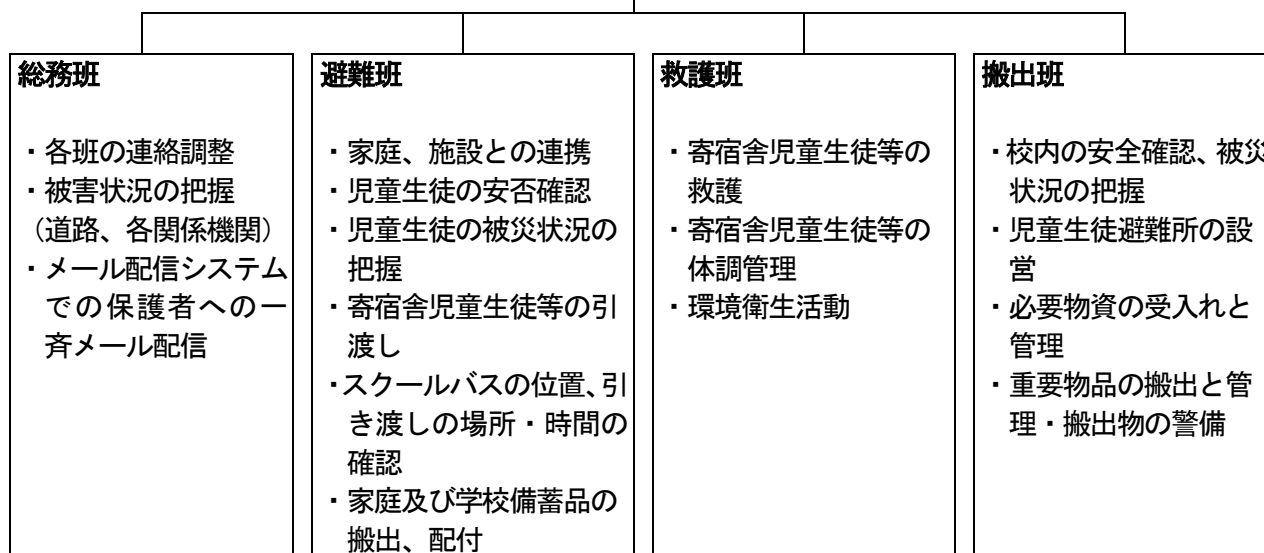 総務班
・各班の連絡調整
・被害状況の把握
（道路、各関係機関）
・メール配信システム
での保護者への一
斉メール配信
避難班
・家庭、施設との連携
・児童生徒の安否確認
・児童生徒の被災状況の
把握
・寄宿舎児童生徒等の引
渡し
・スクールバスの位置、引
き渡しの場所・時間の
確認
・家庭及び学校備蓄品の
搬出、配付
救護班
・寄宿舎児童生徒等の
救護
・寄宿舎児童生徒等の
体調管理
・環境衛生活動
搬出班
・校内の安全確認、被災
状況の把握
・児童生徒避難所の設
営
・必要物資の受入れと
管理
・重要物品の搬出と管
理・搬出物の警備